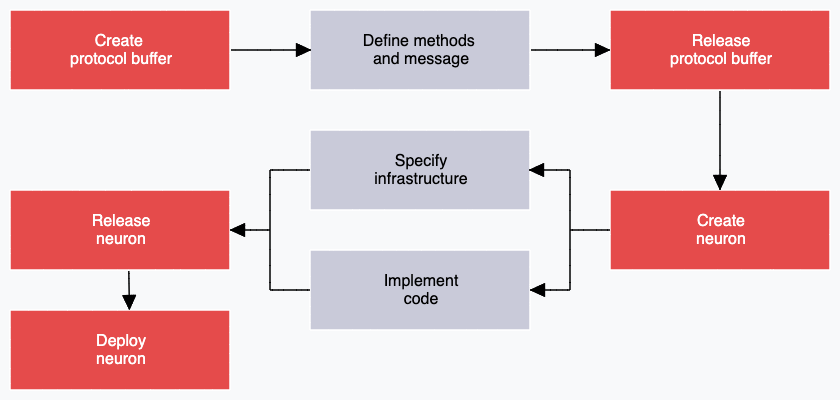 Create
protocol buffer
Define methods
and message
Release
protocol buffer
Specify
infrastructure
Release
neuron
Create
neuron
Implement
code
Deploy
neuron